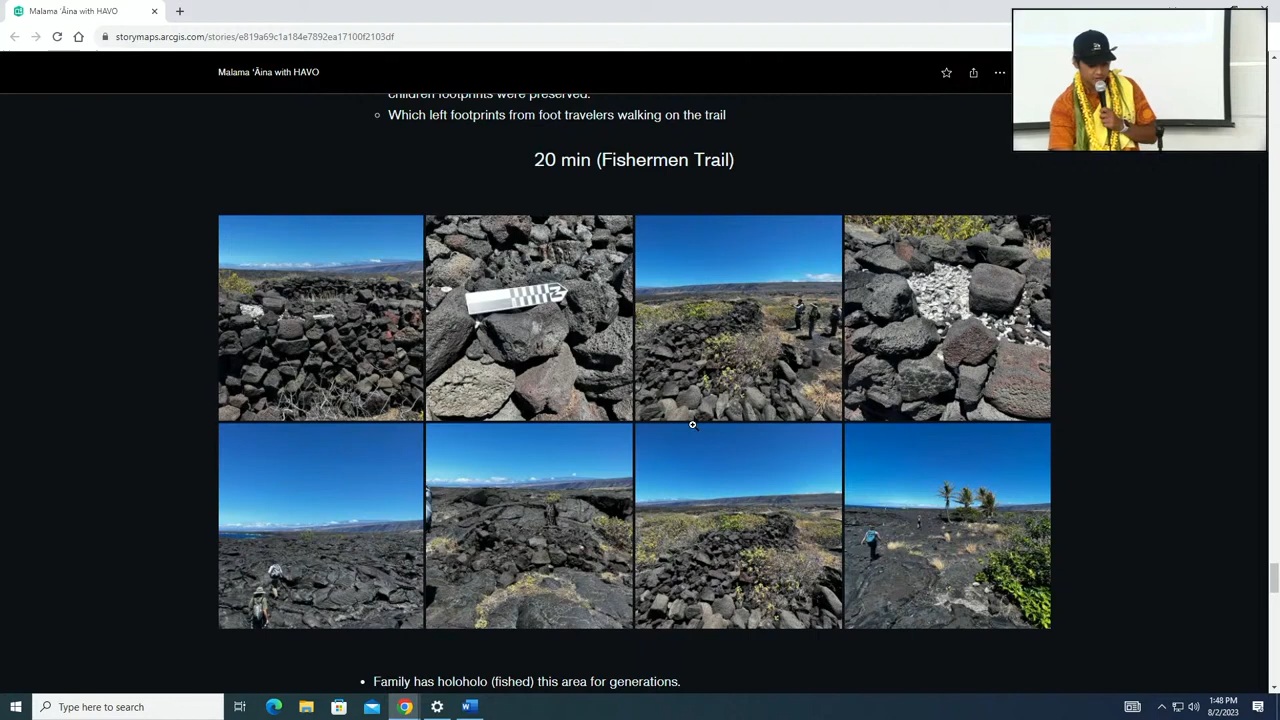 Malama ʻĀina with HAVO
storymaps.arcgis.com/stories/e819a69c1a184e7892ea17100f2103df
Malama ʻĀina with HAVO
children footprints were preserved.
Which left footprints from foot travelers walking on the trail
20 min (Fishermen Trail)
Family has holoholo (fished) this area for generations.
Type here to search
1:48 PM
8/2/2023